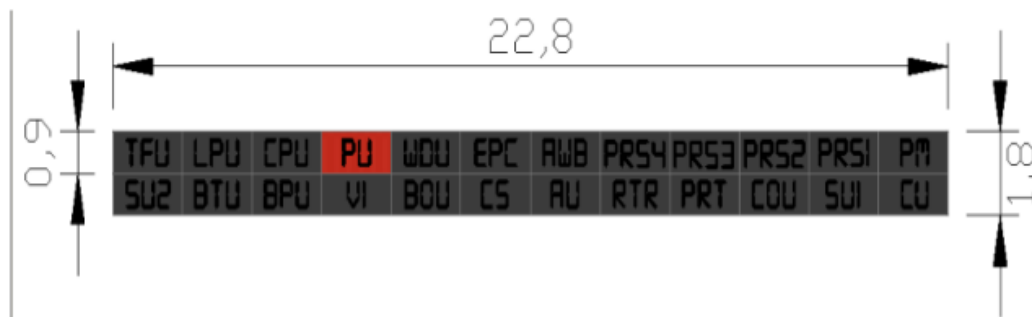 22,8
0,9
TFU LPU CPU PU WDU EPC AWB PRS4 PRS3 PRS2 PRS1 PM
1,8
SU2 BTU BPU VI BOU CS AU RTR PRT COU SUI CU